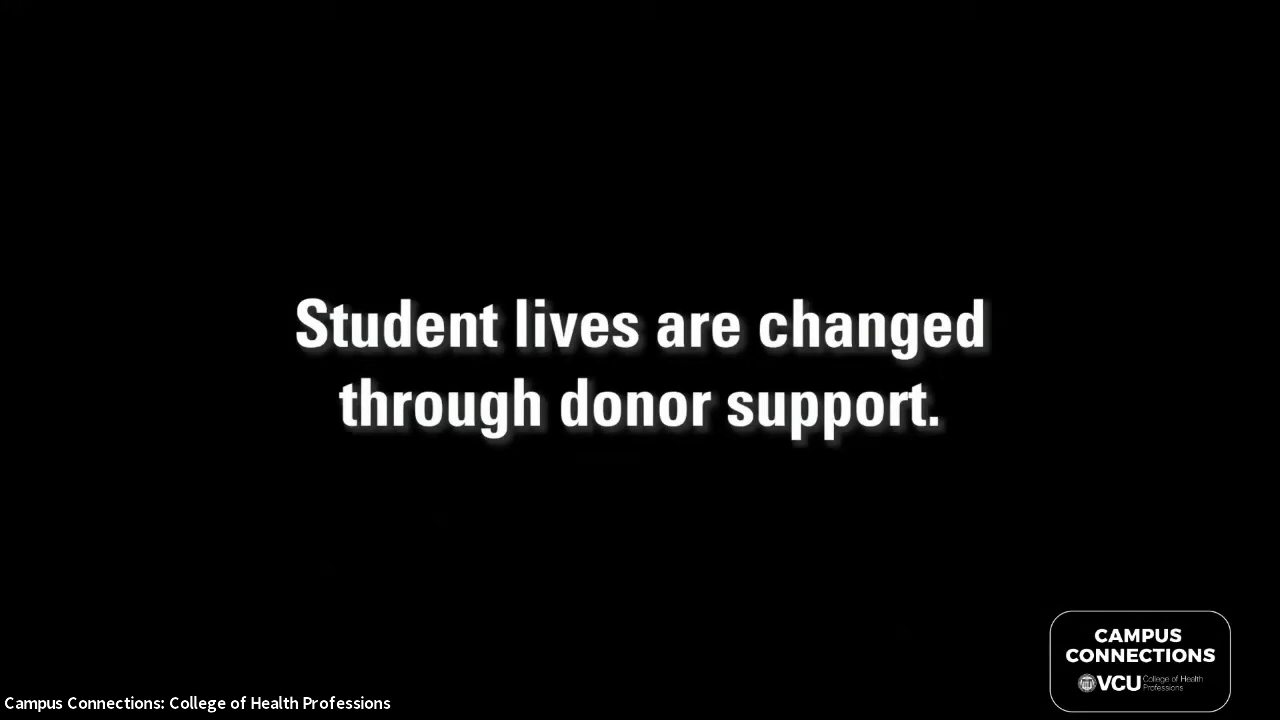 Student lives are changed
through donor support.
CAMPUS
CONNECTIONS
VCU College of Health
Professions
Campus Connections: College of Health Professions